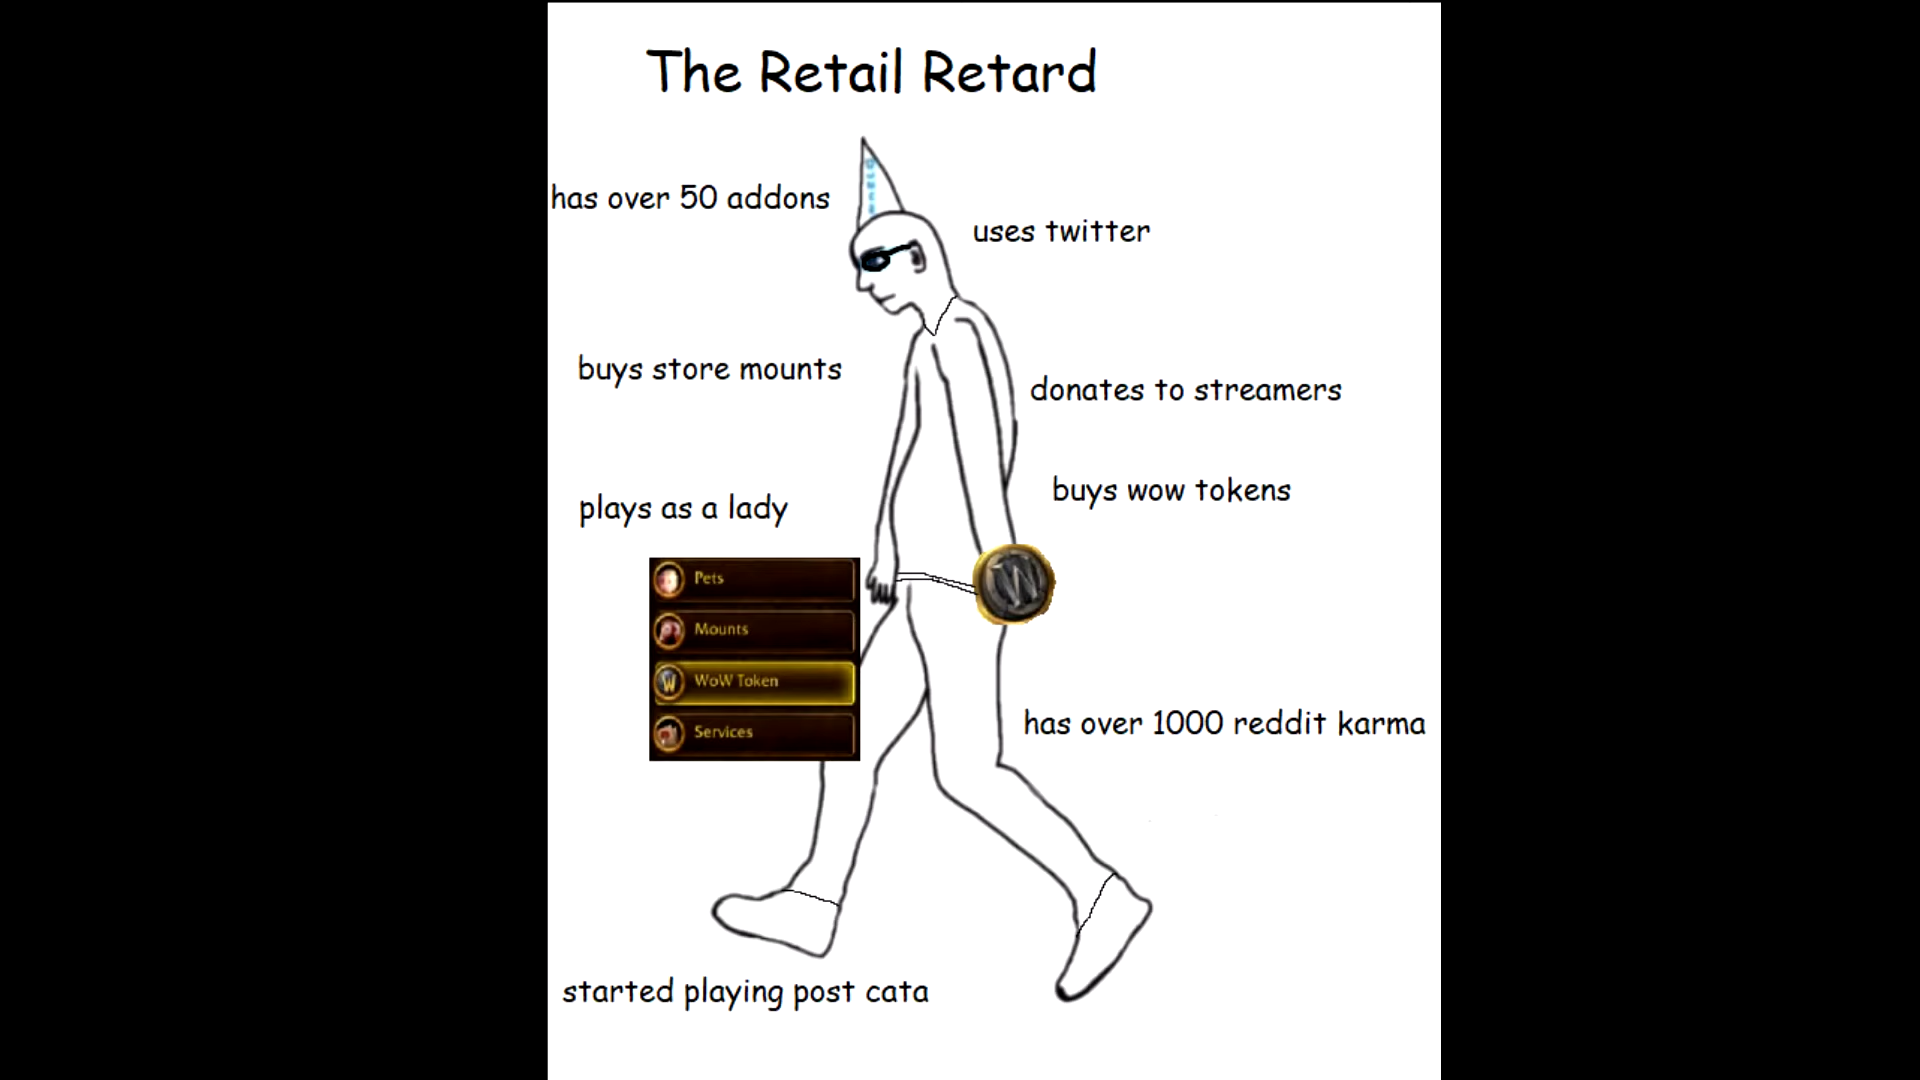 The Retail Retard
has over 50 addons
uses twitter
buys store mounts
donates to streamers
buys wow tokens
plays as a lady
Pets
Mounts
WoW Token
Services
W
has over 1000 reddit karma
started playing post cata